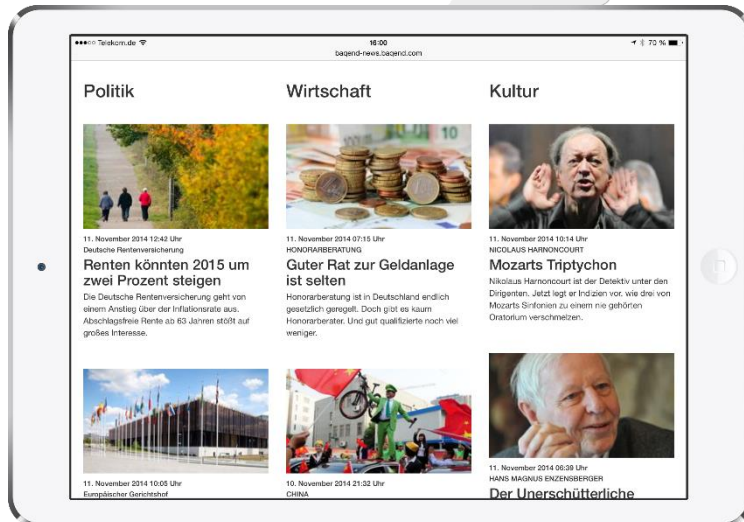 Telekom.de
16:00
70 %
baqend-news.baqend.com
Politik
11. November 2014 12:42 Uhr
Deutsche Rentenversicherung
Renten könnten 2015 um
zwei Prozent steigen
Die Deutsche Rentenversicherung geht von
einem Anstieg über der Inflationsrate aus.
Abschlagsfreie Rente ab 63 Jahren stößt auf
großes Interesse.
11. November 2014 10:05 Uhr
Europäischer Gerichtshof
Wirtschaft
10
11. November 2014 07:15 Uhr
HONORARBERATUNG
Guter Rat zur Geldanlage
ist selten
Honorarberatung ist in Deutschland endlich
gesetzlich geregelt. Doch gibt es kaum
Honorarberater. Und gut qualifizierte noch viel
weniger.
10. November 2014 21:32 Uhr
CHINA
Kultur
11. November 2014 10:14 Uhr
NICOLAUS HARNONCOURT
Mozarts Triptychon
Nikolaus Harnoncourt ist der Detektiv unter den
Dirigenten. Jetzt legt er Indizien vor, wie drei von
Mozarts Sinfonien zu einem nie gehörten
Oratorium verschmelzen.
11. November 2014 06:39 Uhr
HANS MAGNUS ENZENSBERGER
Der Unerschütterliche